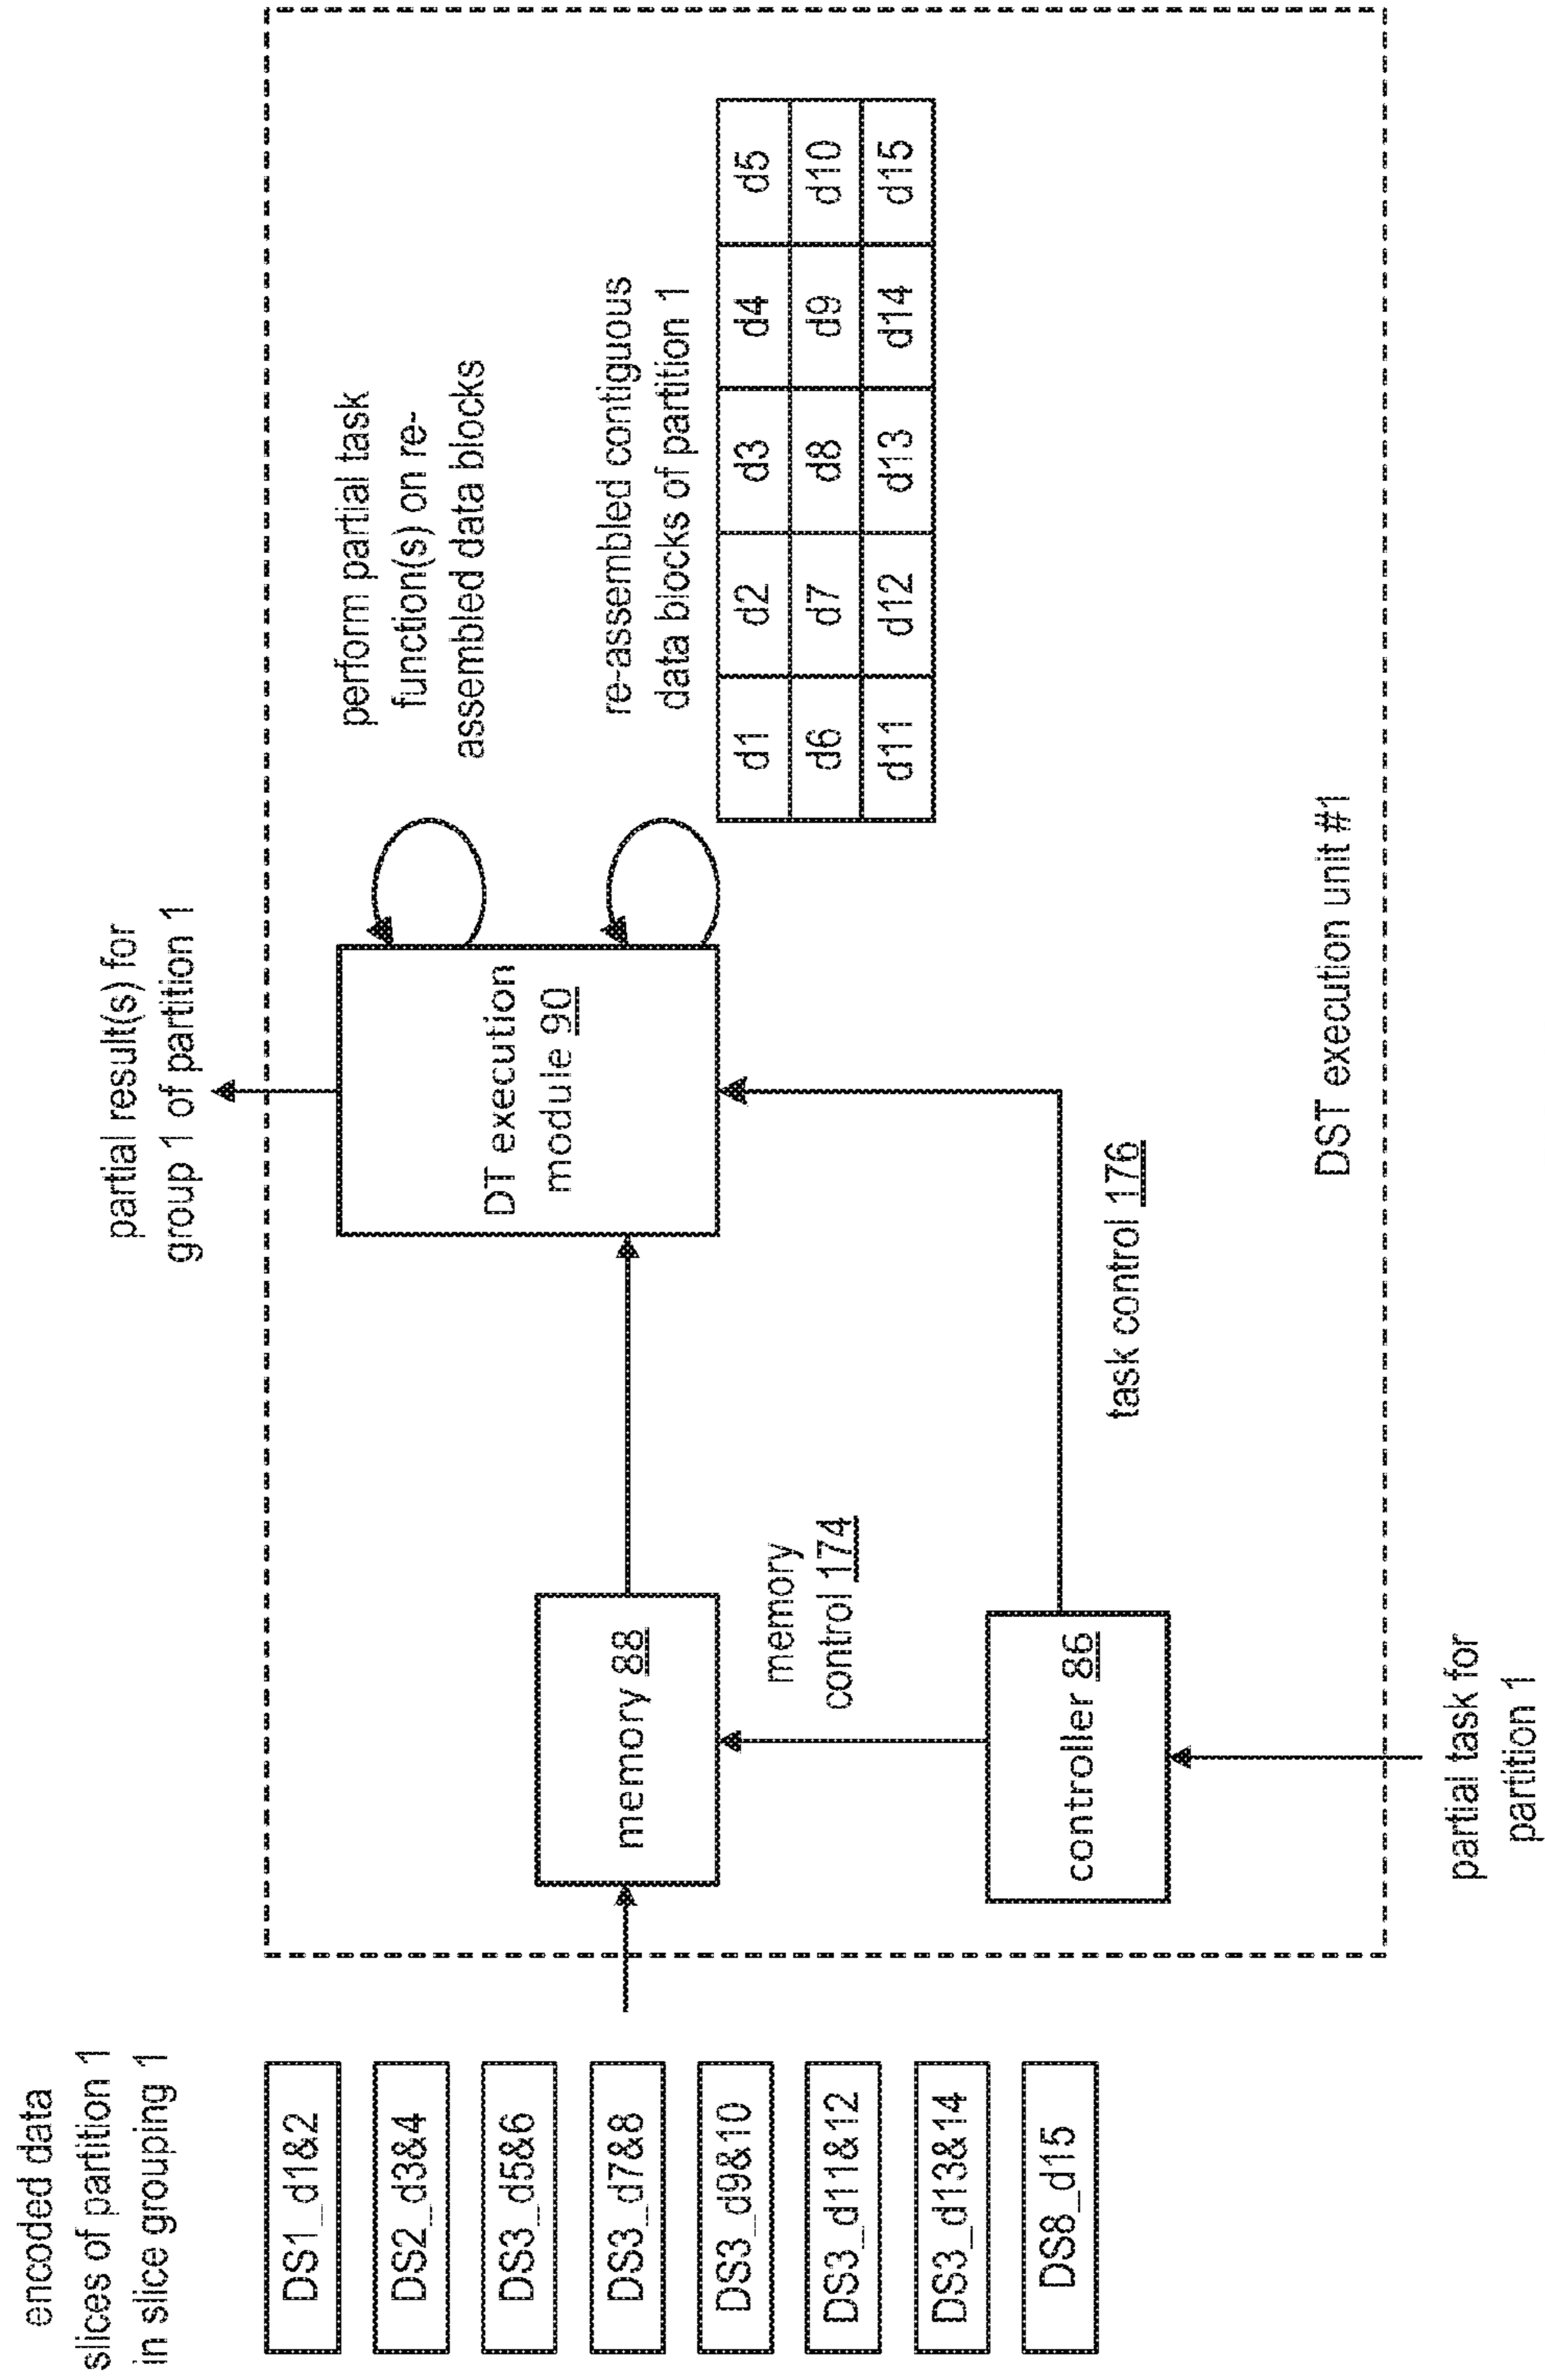 encoded data
slices of partition 1
in slice grouping 1
DS1_d1&2
DS2_d3&4
DS3_d5&6
DS3_d7&8
DS3_d9&10
DS3_d11&12
DS3_d13&14
DS8_d15
partial result(s) for
group 1 of partition 1
memory 88
memory
control 174
controller 86
partial task for
partition 1
DT execution
module 90
task control 176
perform partial task
function(s) on re-
assembled data blocks
re-assembled contiguous
data blocks of partition 1
d1 d2 d3 d4 d5
d6 d7 d8 d9 d10
d11 d12 d13 d14 d15
DST execution unit #1